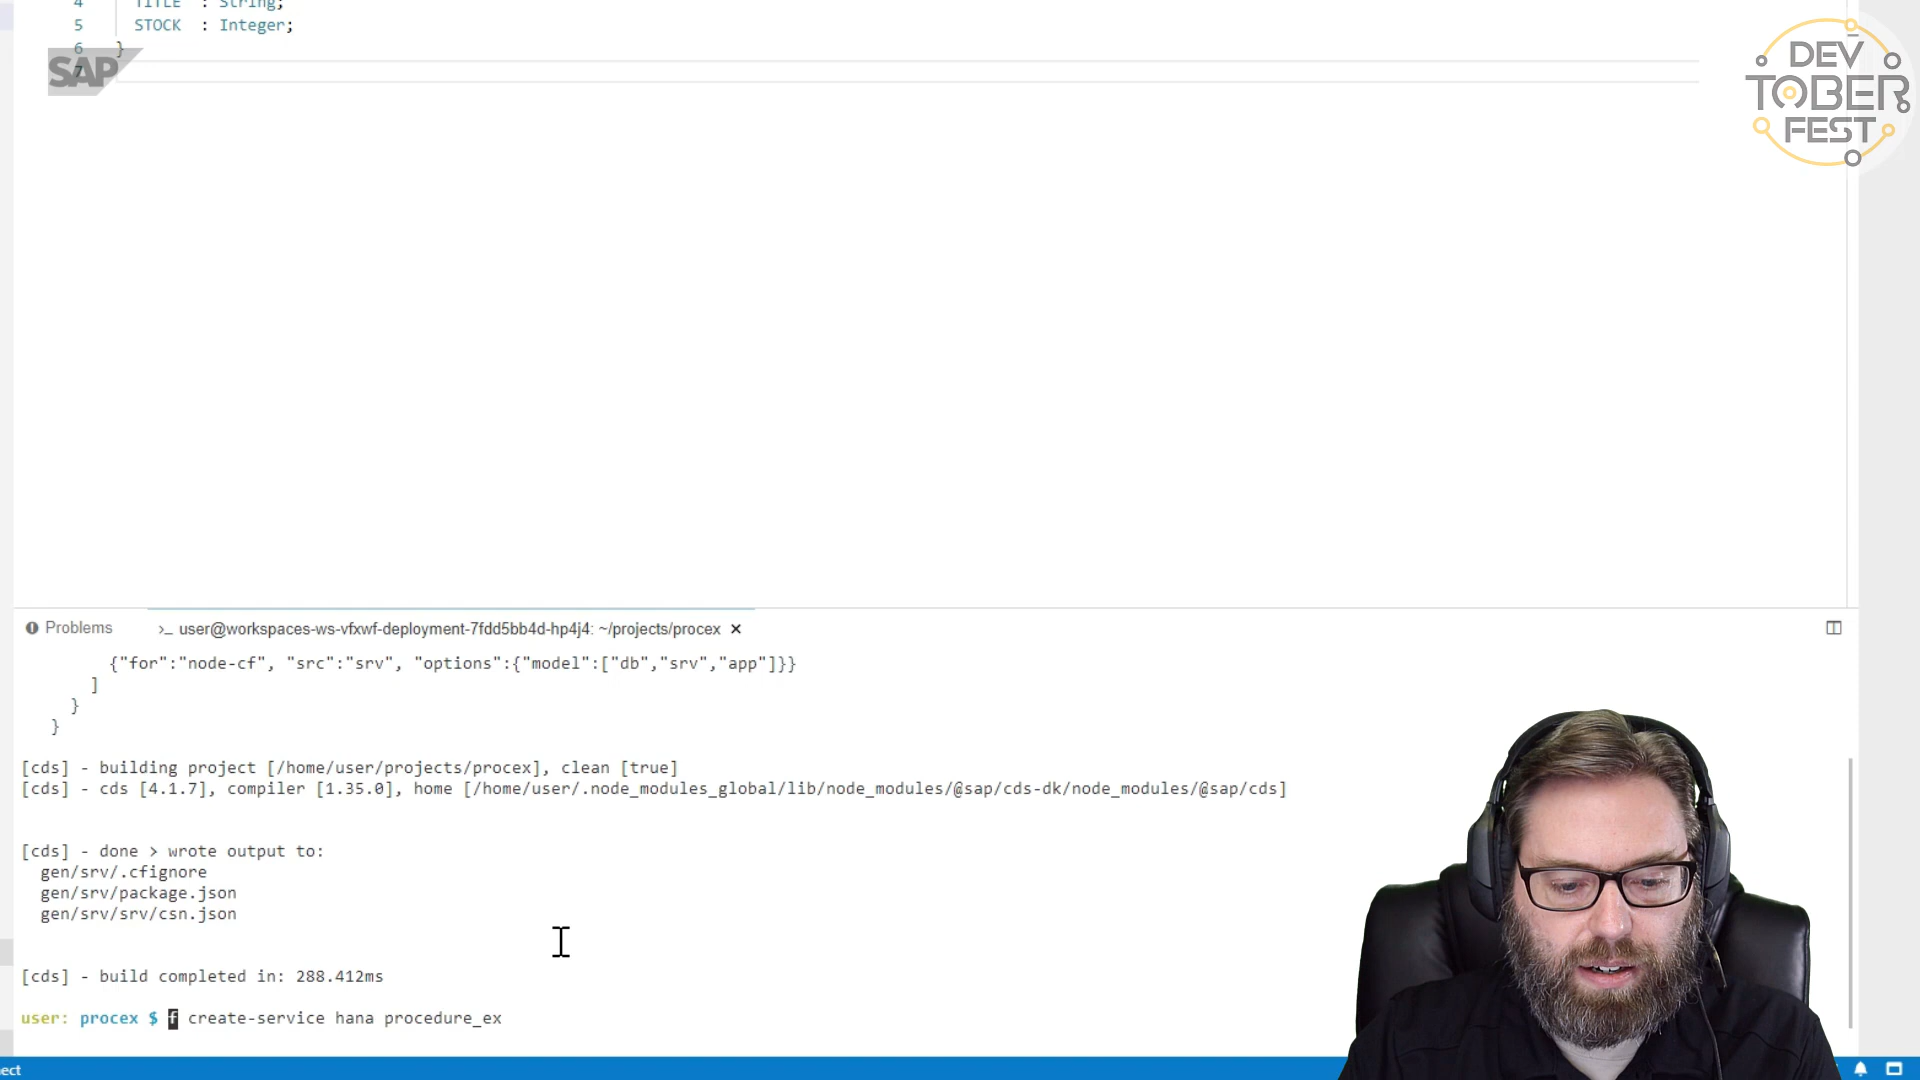 4 TITLE : String;
5 STOCK : Integer;
6 }
7
SAP
DEV
TOBER
FEST
Problems
>_ user@workspaces-ws-vfxwf-deployment-7fdd5bb4d-hp4j4: ~/projects/procex ×
{"for":"node-cf", "src":"srv", "options":{"model":["db","srv","app"]}}
]
}
}
[cds] - building project [/home/user/projects/procex], clean [true]
[cds] - cds [4.1.7], compiler [1.35.0], home [/home/user/.node_modules_global/lib/node_modules/@sap/cds-dk/node_modules/@sap/cds]
[cds] - done > wrote output to:
gen/srv/.cfignore
gen/srv/package.json
gen/srv/srv/csn.json
[cds] - build completed in: 288.412ms
user: procex $ f create-service hana procedure_ex
ect